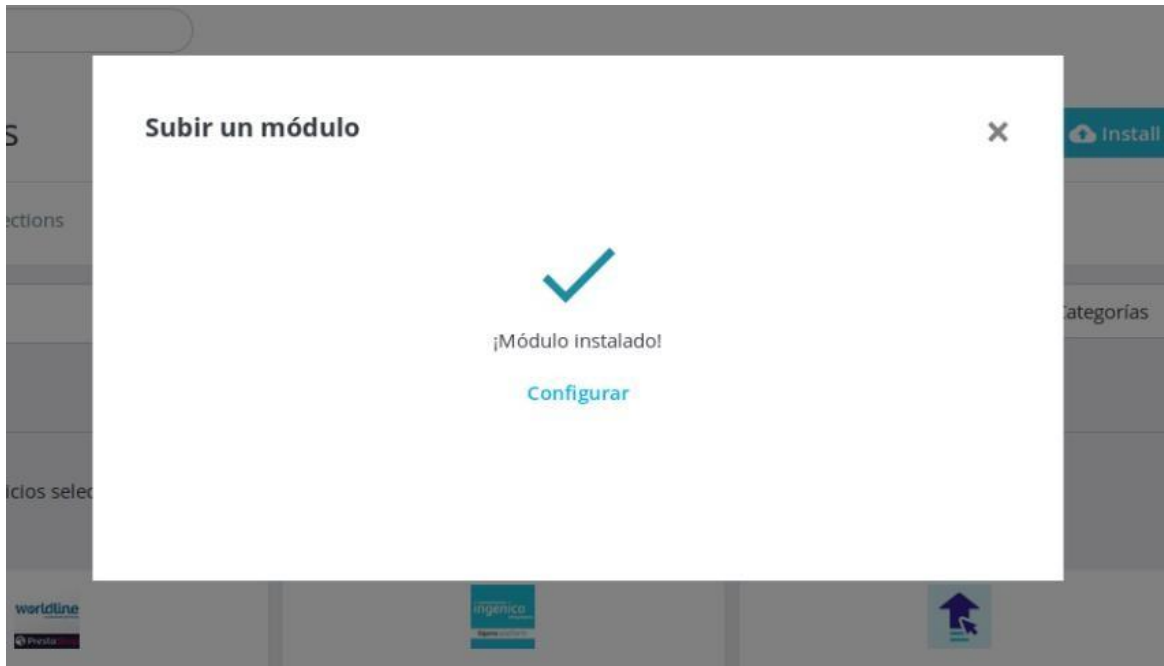 s
Subir un módulo
Install
ections
Categorías
¡Módulo instalado!
Configurar
icios selec
worldline
ingenico